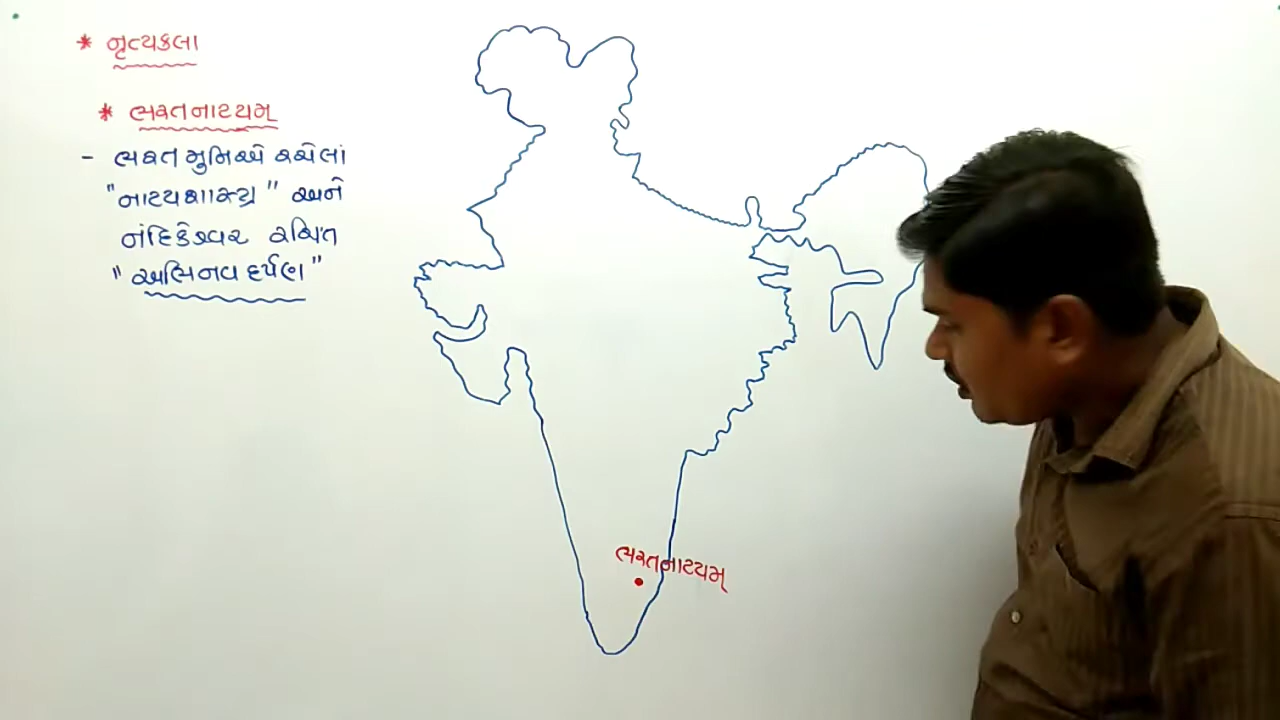 * નૃત્યકલા
* ભરતનાટયમ્
- ભરત મુનિએ રચેલાં
"નાટયશાસ્ત્ર" અને
નંદિકેશ્વર રચિત
"અભિનવ દર્પણ"
ભરતનાટયમ્